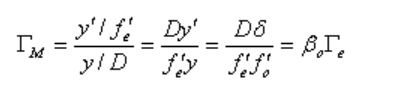 Γ_M = (y' / f'_e) / (y / D) = Dy' / f'_e y = Dδ / f'_e f'_o = β_o Γ_e